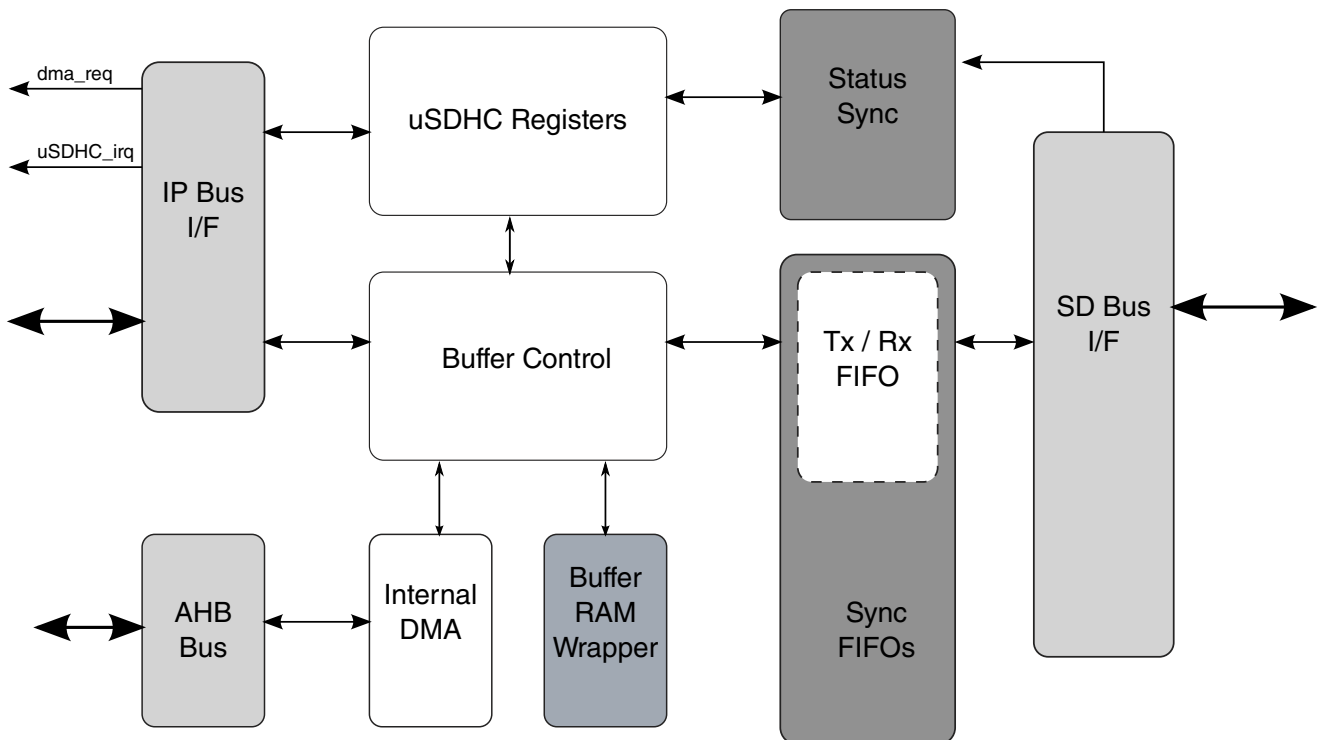 dma_req
uSDHC_irq
IP Bus
I/F
uSDHC Registers
Status
Sync
Buffer Control
Tx / Rx
FIFO
SD Bus
I/F
AHB
Bus
Internal
DMA
Buffer
RAM
Wrapper
Sync
FIFOs